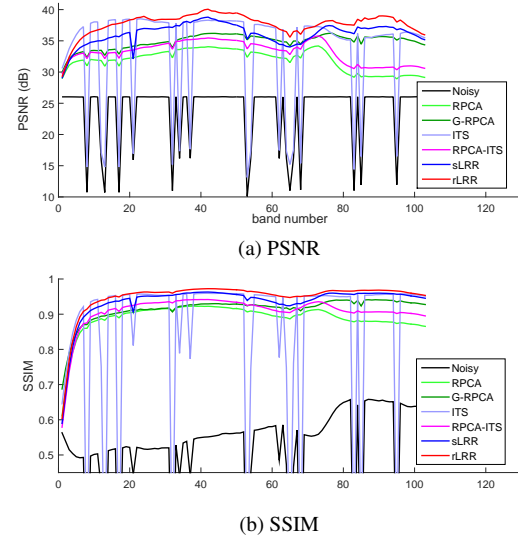 40
35
30
25
20
15
10
PSNR (dB)
0 20 40 60 80 100 120
band number
Noisy
RPCA
G-RPCA
ITS
RPCA-ITS
sLRR
rLRR
(a) PSNR
1
0.9
0.8
0.7
0.6
0.5
SSIM
0 20 40 60 80 100 120
Noisy
RPCA
G-RPCA
ITS
RPCA-ITS
sLRR
rLRR
(b) SSIM